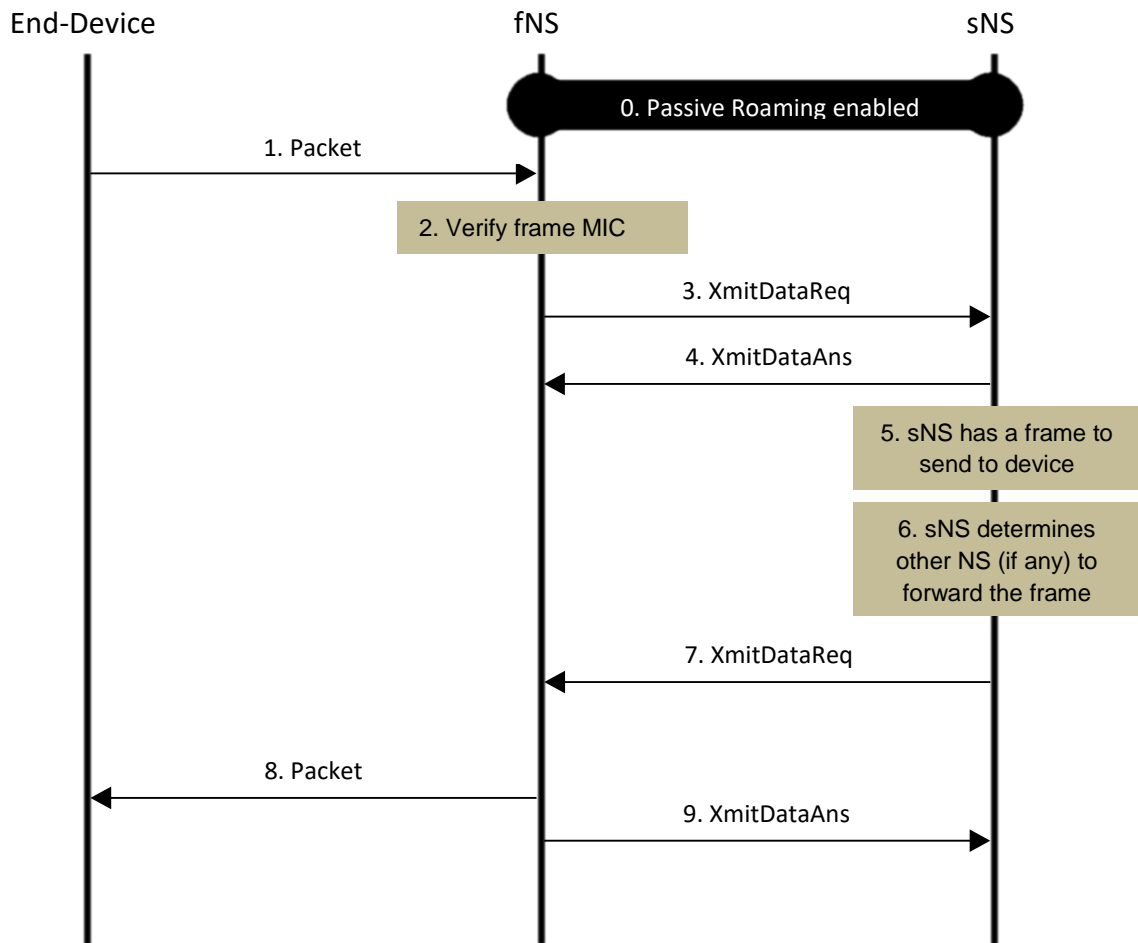 End-Device fNS sNS
0. Passive Roaming enabled
1. Packet
2. Verify frame MIC
3. XmitDataReq
4. XmitDataAns
5. sNS has a frame to
send to device
6. sNS determines
other NS (if any) to
forward the frame
7. XmitDataReq
8. Packet
9. XmitDataAns